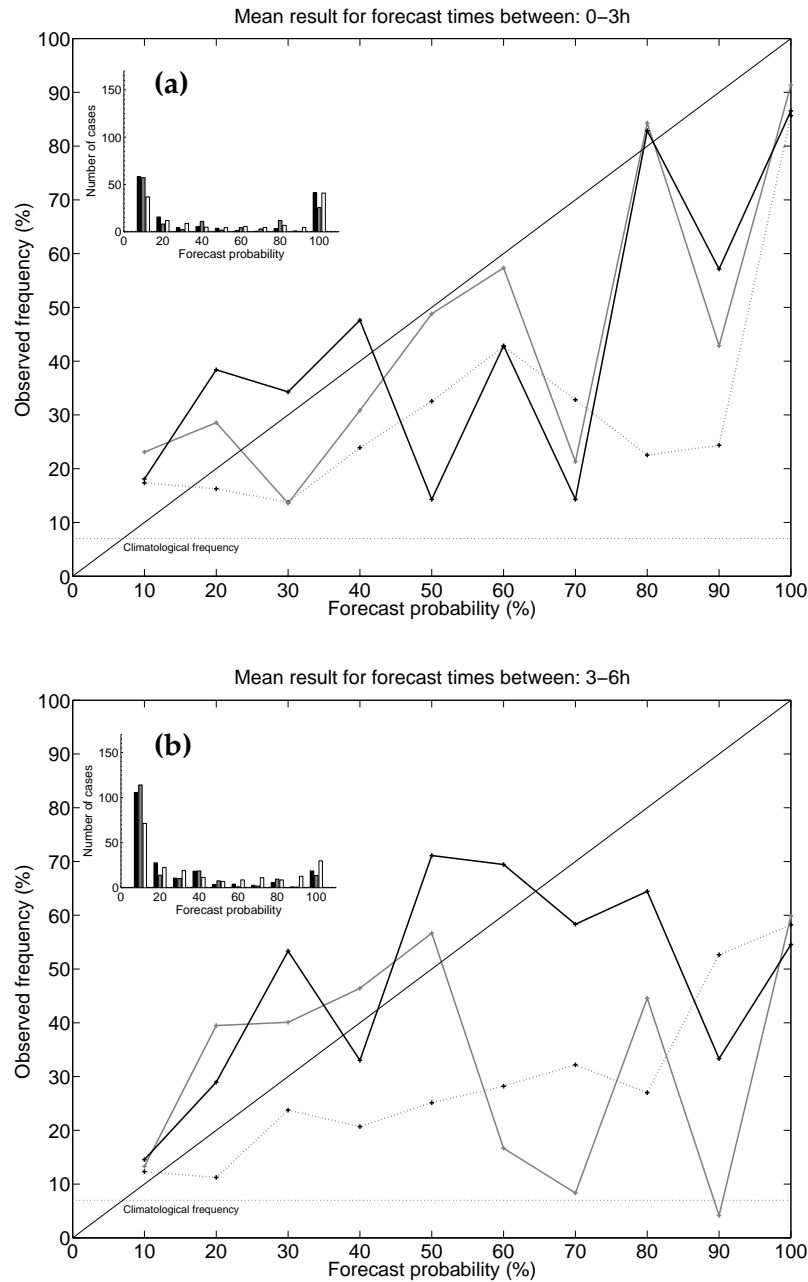 Mean result for forecast times between: 0–3h
100
90
80
70
60
50
40
30
20
10
0
Observed frequency (%)
(a)
Number of cases
150
100
50
0
0 20 40 60 80 100
Forecast probability
Climatological frequency
0 10 20 30 40 50 60 70 80 90 100
Forecast probability (%)
Mean result for forecast times between: 3–6h
100
90
80
70
60
50
40
30
20
10
0
Observed frequency (%)
(b)
Number of cases
150
100
50
0
0 20 40 60 80 100
Forecast probability
Climatological frequency
0 10 20 30 40 50 60 70 80 90 100
Forecast probability (%)